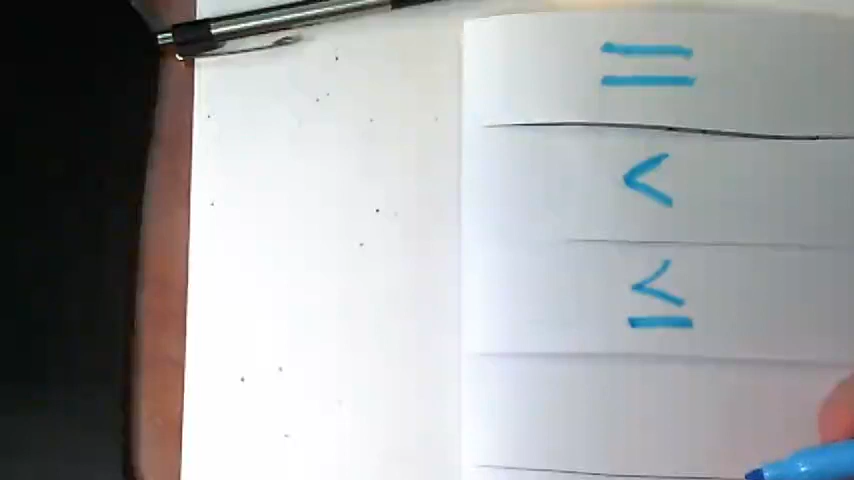 =
<
≤